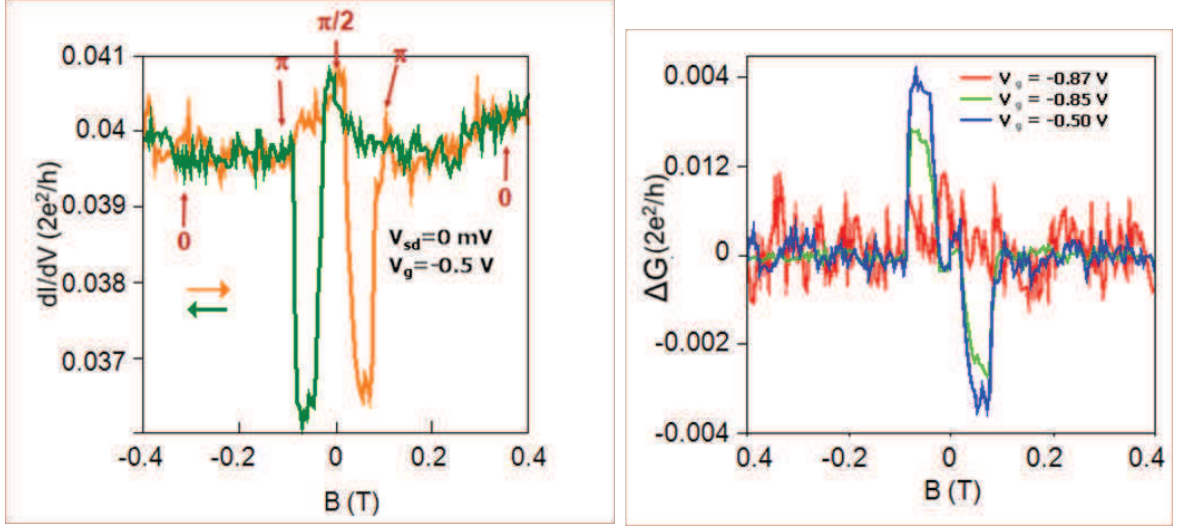 π/2
π
π
0.041
0.04
0.039
0.038
0.037
dI/dV (2e²/h)
0
0
V_sd=0 mV
V_g=-0.5 V
-0.4
-0.2
0
0.2
0.4
B (T)
0.004
0.012
0
-0.002
-0.004
ΔG(2e²/h)
V_g = -0.87 V
V_g = -0.85 V
V_g = -0.50 V
0.4
-0.2
0
0.2
0.4
B (T)